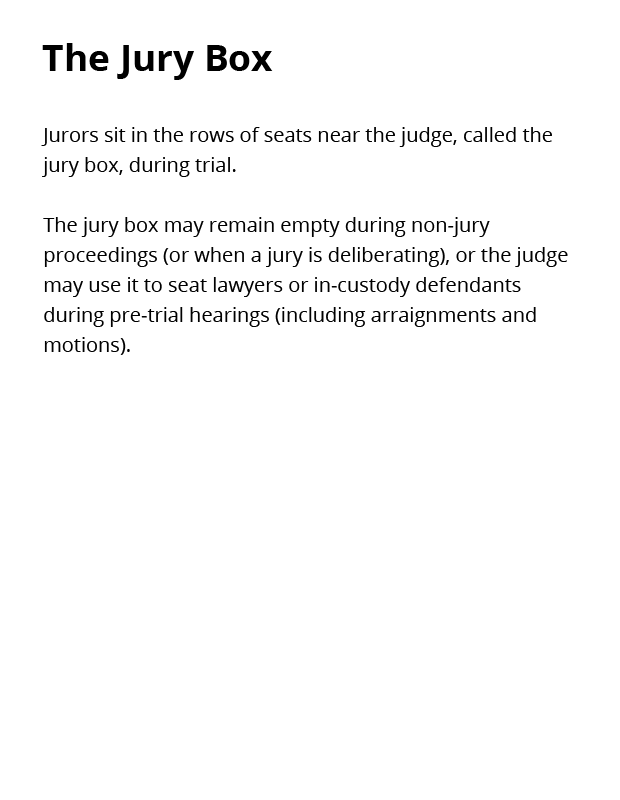 The Jury Box
Jurors sit in the rows of seats near the judge, called the
jury box, during trial.
The jury box may remain empty during non-jury
proceedings (or when a jury is deliberating), or the judge
may use it to seat lawyers or in-custody defendants
during pre-trial hearings (including arraignments and
motions).